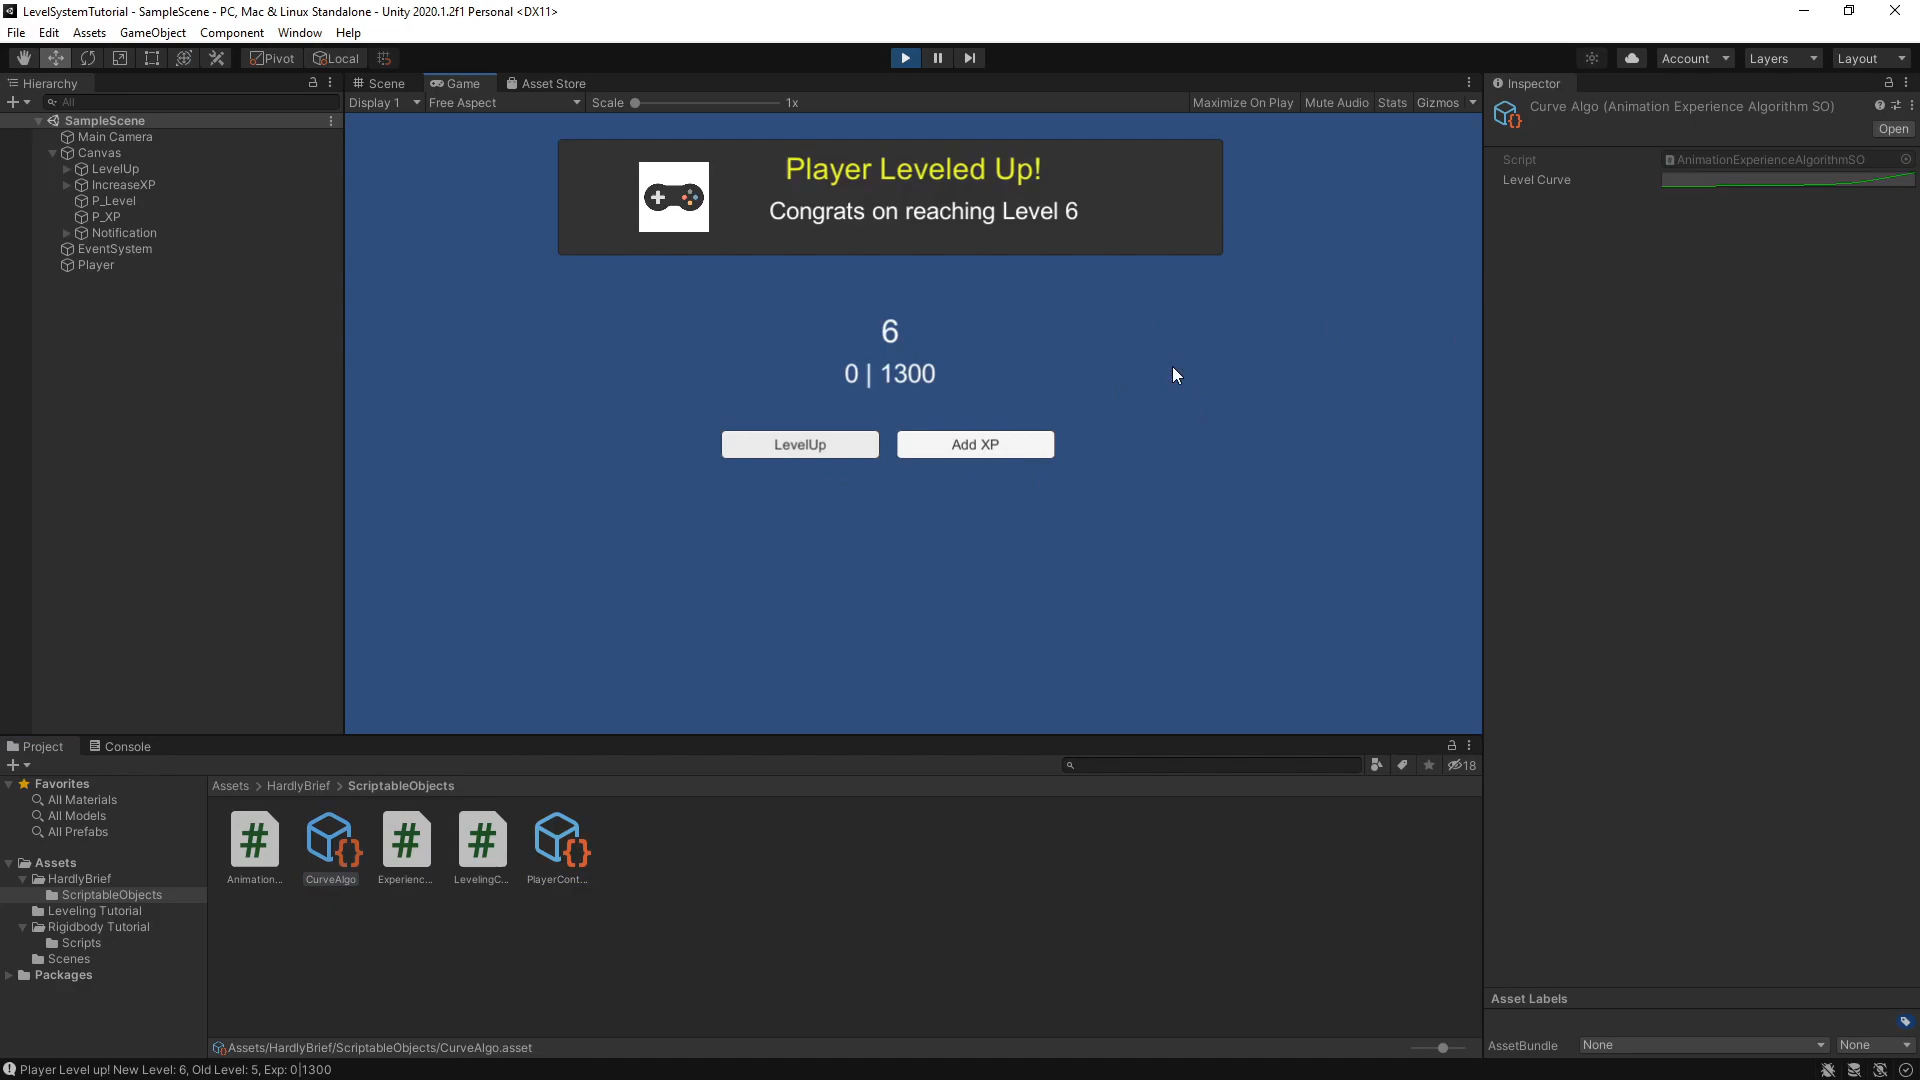 LevelSystemTutorial - SampleScene - PC, Mac & Linux Standalone - Unity 2020.1.2f1 Personal <DX11>
File Edit Assets GameObject Component Window Help
Pivot Local
Account Layers Layout
Hierarchy
All
SampleScene
Main Camera
Canvas
LevelUp
IncreaseXP
P_Level
P_XP
Notification
EventSystem
Player
Scene Game Asset Store
Display 1 Free Aspect Scale 1x Maximize On Play Mute Audio Stats Gizmos
Player Leveled Up!
Congrats on reaching Level 6
6
0 | 1300
LevelUp Add XP
Inspector
Curve Algo (Animation Experience Algorithm SO)
Open
Script AnimationExperienceAlgorithmSO
Level Curve
Project Console
18
Favorites
All Materials
All Models
All Prefabs
Assets
HardlyBrief
ScriptableObjects
Leveling Tutorial
Rigidbody Tutorial
Scripts
Scenes
Packages
Assets > HardlyBrief > ScriptableObjects
Animation... CurveAlgo Experienc... LevelingC... PlayerCont...
Assets/HardlyBrief/ScriptableObjects/CurveAlgo.asset
Asset Labels
AssetBundle None None
Player Level up! New Level: 6, Old Level: 5, Exp: 0|1300